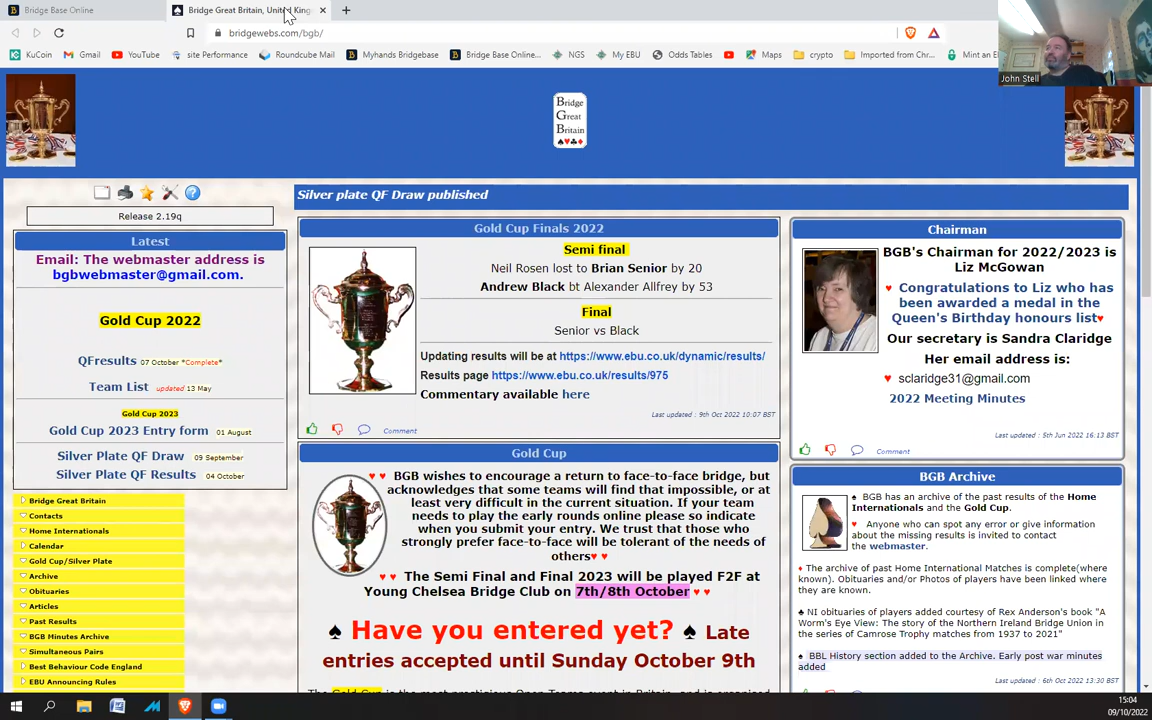 Bridge Base Online
Bridge Great Britain, United King
bridgewebs.com/bgb/
KuCoin
Gmail
YouTube
site Performance
Roundcube Mail
Myhands Bridgebase
Bridge Base Online...
NGS
My EBU
Odds Tables
Maps
crypto
Imported from Chr...
Mint an E
John Stell
Bridge
Great
Britain
Silver plate QF Draw published
Release 2.19q
Latest
Email: The webmaster address is
bgbwebmaster@gmail.com.
Gold Cup 2022
QFresults 07 October *Complete*
Team List updated 13 May
Gold Cup 2023
Gold Cup 2023 Entry form 01 August
Silver Plate QF Draw 09 September
Silver Plate QF Results 04 October
Bridge Great Britain
Contacts
Home Internationals
Calendar
Gold Cup/Silver Plate
Archive
Obituaries
Articles
Past Results
BGB Minutes Archive
Simultaneous Pairs
Best Behaviour Code England
EBU Announcing Rules
Gold Cup Finals 2022
Semi final
Neil Rosen lost to Brian Senior by 20
Andrew Black bt Alexander Allfrey by 53
Final
Senior vs Black
Updating results will be at https://www.ebu.co.uk/dynamic/results/
Results page https://www.ebu.co.uk/results/975
Commentary available here
Last updated : 9th Oct 2022 10:07 BST
Comment
Gold Cup
♥ ♥ BGB wishes to encourage a return to face-to-face bridge, but
acknowledges that some teams will find that impossible, or at
least very difficult in the current situation. If your team
needs to play the early rounds online please so indicate
when you submit your entry. We trust that those who
strongly prefer face-to-face will be tolerant of the needs of
others♥ ♥
♥ ♥ The Semi Final and Final 2023 will be played F2F at
Young Chelsea Bridge Club on 7th/8th October ♥ ♥
♠ Have you entered yet? ♠ Late
entries accepted until Sunday October 9th
The Gold Cup is the most prestigious Open Teams event in Britain, and is organised
Chairman
BGB's Chairman for 2022/2023 is
Liz McGowan
♥ Congratulations to Liz who has
been awarded a medal in the
Queen's Birthday honours list♥
Our secretary is Sandra Claridge
Her email address is:
♥ sclaridge31@gmail.com
2022 Meeting Minutes
Last updated : 5th Jun 2022 16:13 BST
Comment
BGB Archive
♠ BGB has an archive of the past results of the Home
Internationals and the Gold Cup.
♥ Anyone who can spot any error or give information
about the missing results is invited to contact
the webmaster.
♦ The archive of past Home International Matches is complete(where
known). Obituaries and/or Photos of players have been linked where
they are known.
♣ NI obituaries of players added courtesy of Rex Anderson's book "A
Worm's Eye View: The story of the Northern Ireland Bridge Union in
the series of Camrose Trophy matches from 1937 to 2021"
♠ BBL History section added to the Archive. Early post war minutes
added
Last updated : 6th Oct 2022 13:30 BST
15:04
09/10/2022